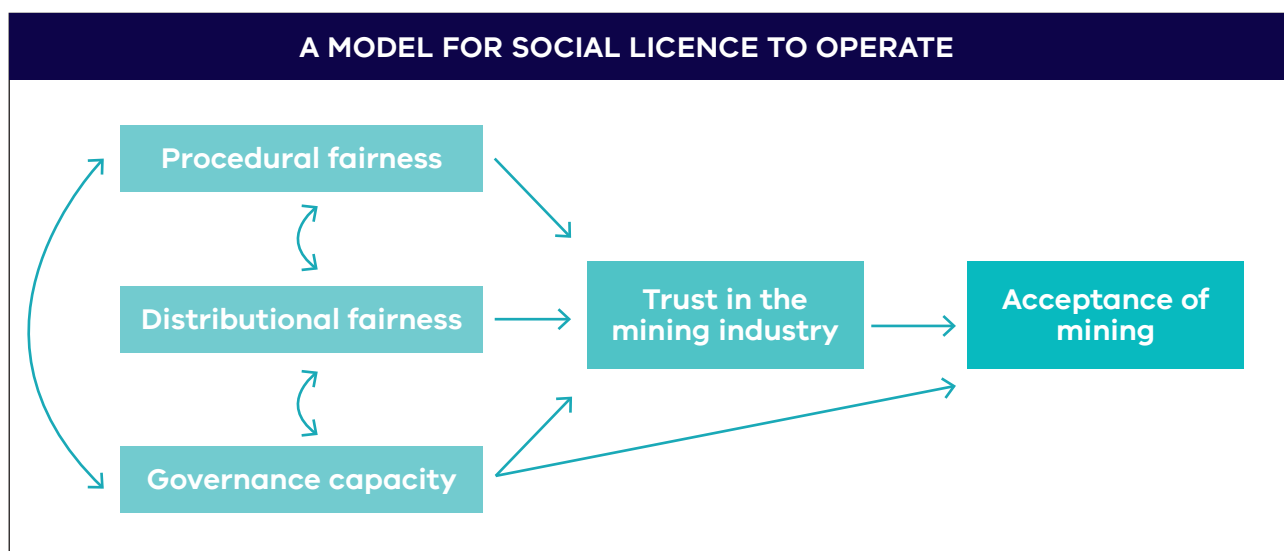 A MODEL FOR SOCIAL LICENCE TO OPERATE
Procedural fairness
Distributional fairness
Governance capacity
Trust in the
mining industry
Acceptance of
mining